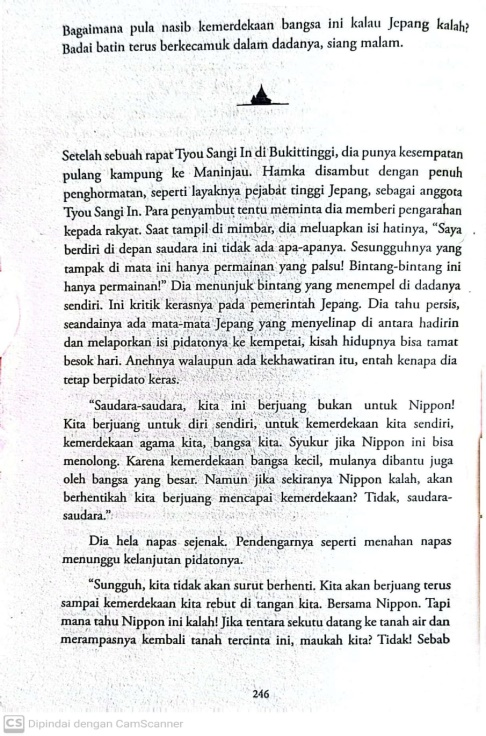 Bagaimana pula nasib kemerdekaan bangsa ini kalau Jepang kalah?
Badai batin terus berkecamuk dalam dadanya, siang malam.
Setelah sebuah rapat Tyou Sangi In di Bukittinggi, dia punya kesempatan
pulang kampung ke Maninjau. Hamka disambut dengan penuh
penghormatan, seperti layaknya pejabat tinggi Jepang, sebagai anggota
Tyou Sangi In. Para penyambut tentu meminta dia memberi pengarahan
kepada rakyat. Saat tampil di mimbar, dia meluapkan isi hatinya, “Saya
berdiri di depan saudara ini tidak ada apa-apanya. Sesungguhnya yang
tampak di mata ini hanya permainan yang palsu! Bintang-bintang ini
hanya permainan!” Dia menunjuk bintang yang menempel di dadanya
sendiri. Ini kritik kerasnya pada pemerintah Jepang. Dia tahu persis,
seandainya ada mata-mata Jepang yang menyelinap di antara hadirin
dan melaporkan isi pidatonya ke kempetai, kisah hidupnya bisa tamat
besok hari. Anehnya walaupun ada kekhawatiran itu, entah kenapa dia
tetap berpidato keras.
“Saudara-saudara, kita ini berjuang bukan untuk Nippon!
Kita berjuang untuk diri sendiri, untuk kemerdekaan kita sendiri,
kemerdekaan agama kita, bangsa kita. Syukur jika Nippon ini bisa
menolong. Karena kemerdekaan bangsa kecil, mulanya dibantu juga
oleh bangsa yang besar. Namun jika sekiranya Nippon kalah, akan
berhentikah kita berjuang mencapai kemerdekaan? Tidak, saudara-
saudara.”
Dia hela napas sejenak. Pendengarnya seperti menahan napas
menunggu kelanjutan pidatonya.
“Sungguh, kita tidak akan surut berhenti. Kita akan berjuang terus
sampai kemerdekaan kita rebut di tangan kita. Bersama Nippon. Tapi
mana tahu Nippon ini kalah! Jika tentara sekutu datang ke tanah air dan
merampasnya kembali tanah tercinta ini, maukah kita? Tidak! Sebab
246
CS Dipindai dengan CamScanner